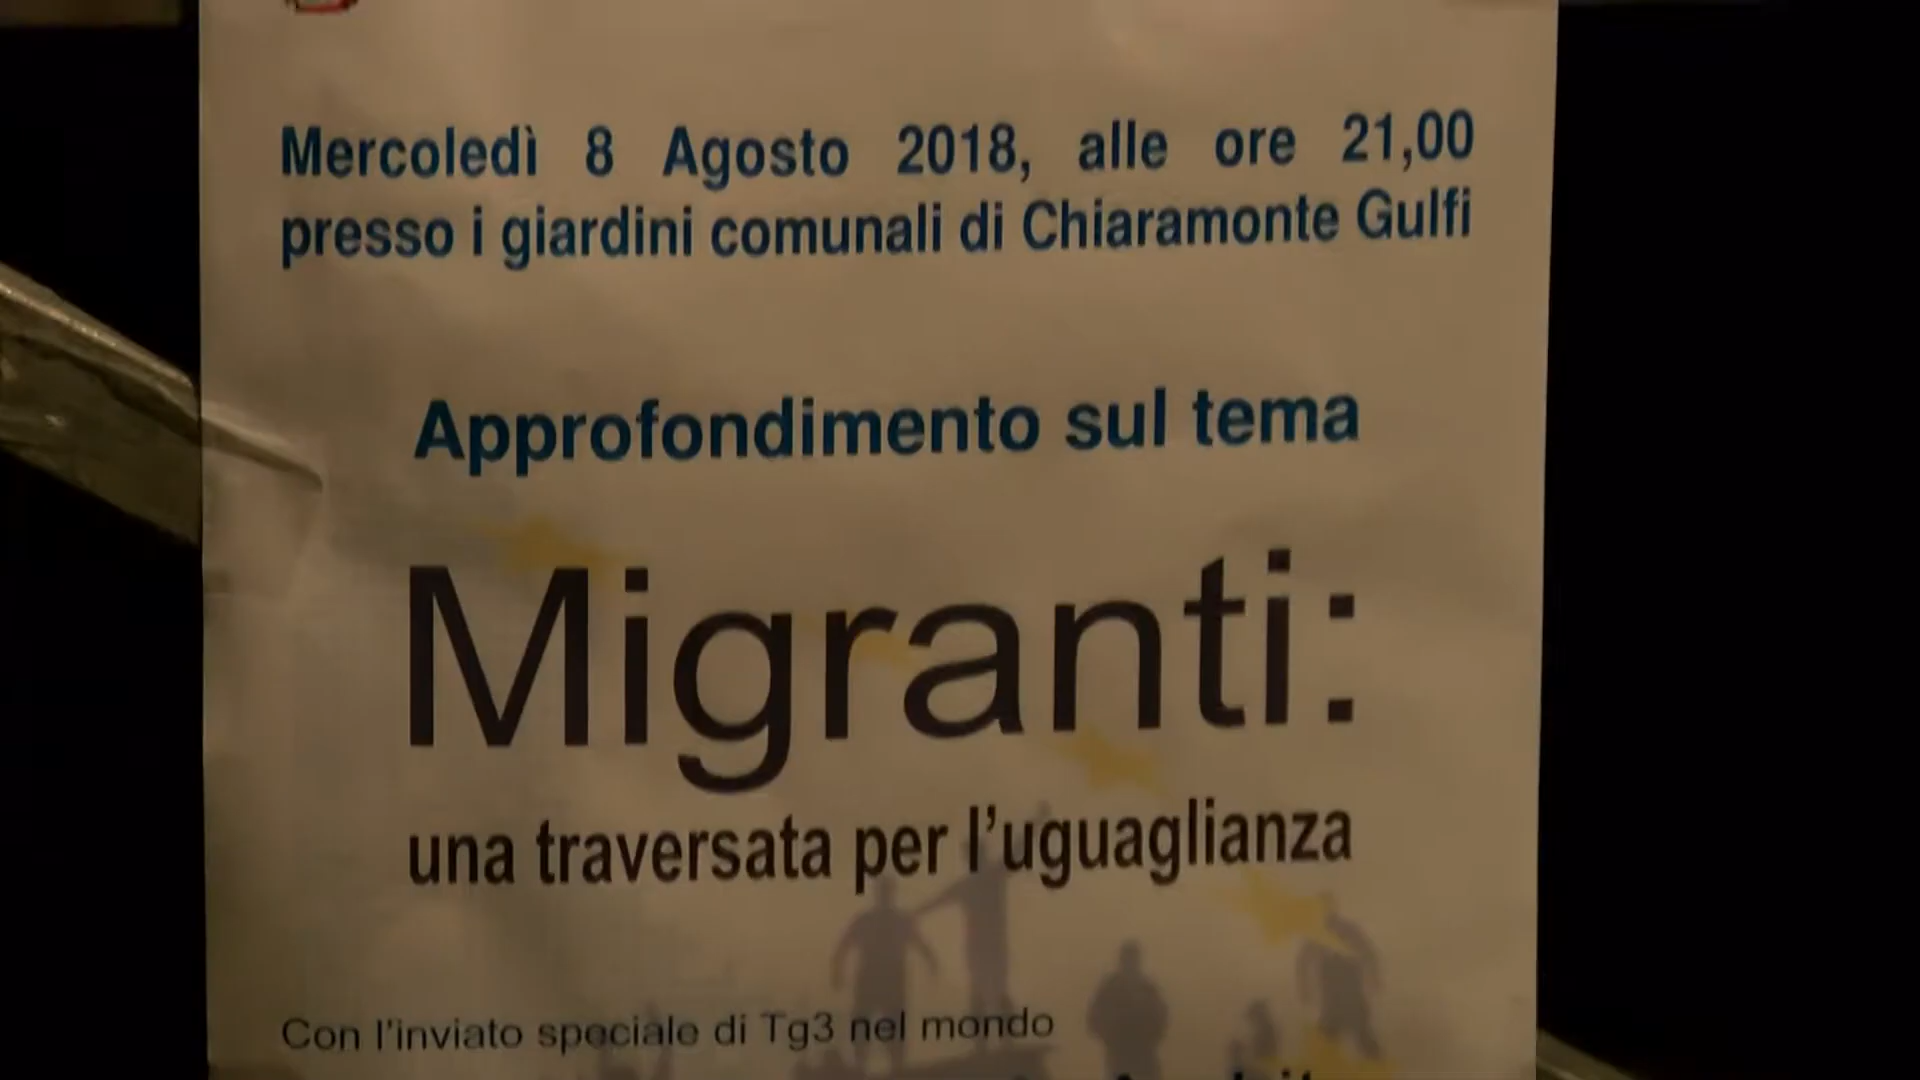 Mercoledì 8 Agosto 2018, alle ore 21,00
presso i giardini comunali di Chiaramonte Gulfi
Approfondimento sul tema
Migranti:
una traversata per l'uguaglianza
Con l'inviato speciale di Tg3 nel mondo